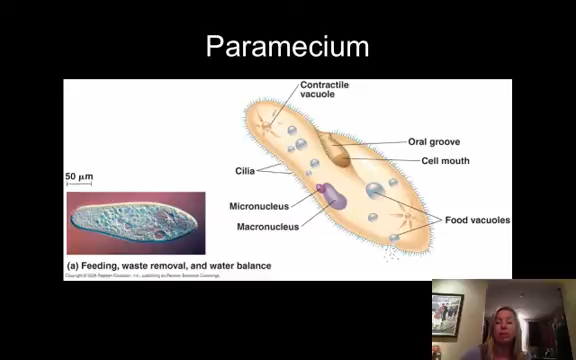 Paramecium
Contractile
vacuole
Oral groove
Cell mouth
Cilia
50 μm
Micronucleus
Macronucleus
Food vacuoles
(a) Feeding, waste removal, and water balance